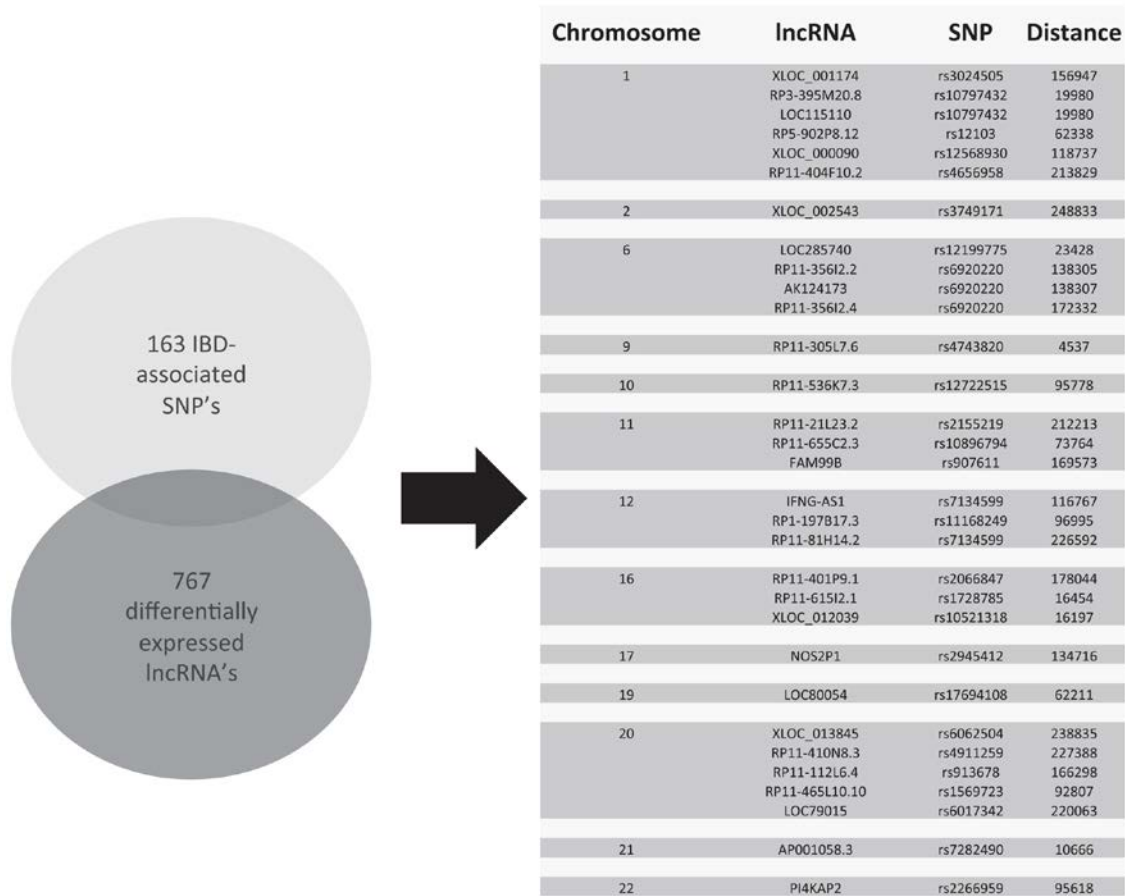 163 IBD-
associated
SNP's
767
differentially
expressed
lncRNA's
Chromosome lncRNA SNP Distance
1 XLOC_001174 rs3024505 156947
RP3-395M20.8 rs10797432 19980
LOC115110 rs10797432 19980
RP5-902P8.12 rs12103 62338
XLOC_000090 rs12568930 118737
RP11-404F10.2 rs4656958 213829
2 XLOC_002543 rs3749171 248833
6 LOC285740 rs12199775 23428
RP11-356I2.2 rs6920220 138305
AK124173 rs6920220 138307
RP11-356I2.4 rs6920220 172332
9 RP11-305L7.6 rs4743820 4537
10 RP11-536K7.3 rs12722515 95778
11 RP11-21L23.2 rs2155219 212213
RP11-655C2.3 rs10896794 73764
FAM99B rs907611 169573
12 IFNG-AS1 rs7134599 116767
RP1-197B17.3 rs11168249 96995
RP11-81H14.2 rs7134599 226592
16 RP11-401P9.1 rs2066847 178044
RP11-615I2.1 rs1728785 16454
XLOC_012039 rs10521318 16197
17 NOS2P1 rs2945412 134716
19 LOC80054 rs17694108 62211
20 XLOC_013845 rs6062504 238835
RP11-410N8.3 rs4911259 227388
RP11-112L6.4 rs913678 166298
RP11-465L10.10 rs1569723 92807
LOC79015 rs6017342 220063
21 AP001058.3 rs7282490 10666
22 PI4KAP2 rs2266959 95618